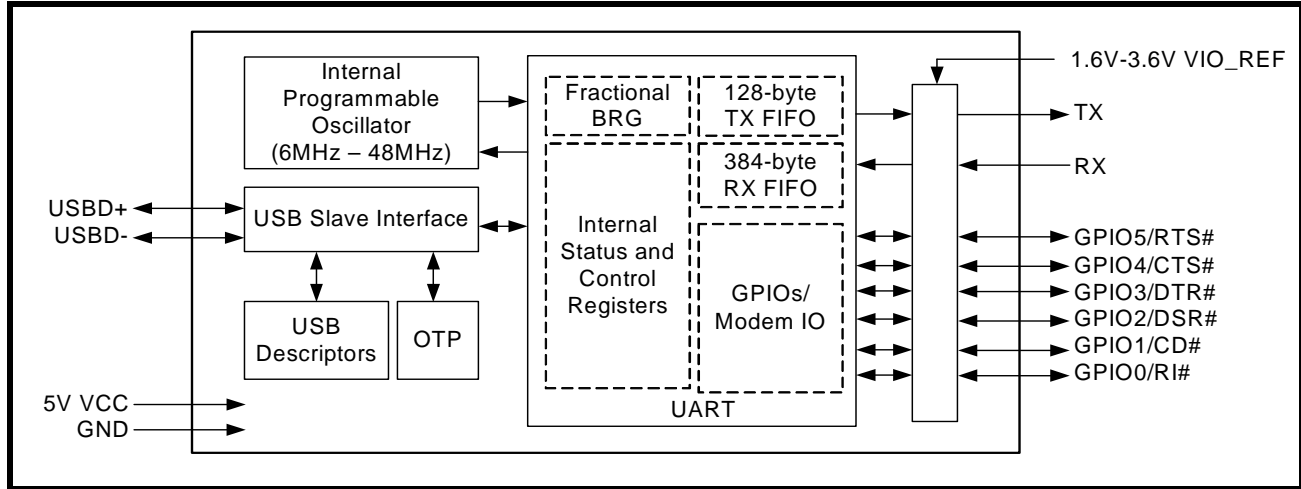 Internal
Programmable
Oscillator
(6MHz – 48MHz)
USBD+
USBD-
USB Slave Interface
USB
Descriptors
OTP
5V VCC
GND
Fractional
BRG
128-byte
TX FIFO
384-byte
RX FIFO
Internal
Status and
Control
Registers
GPIOs/
Modem IO
UART
1.6V-3.6V VIO_REF
TX
RX
GPIO5/RTS#
GPIO4/CTS#
GPIO3/DTR#
GPIO2/DSR#
GPIO1/CD#
GPIO0/RI#